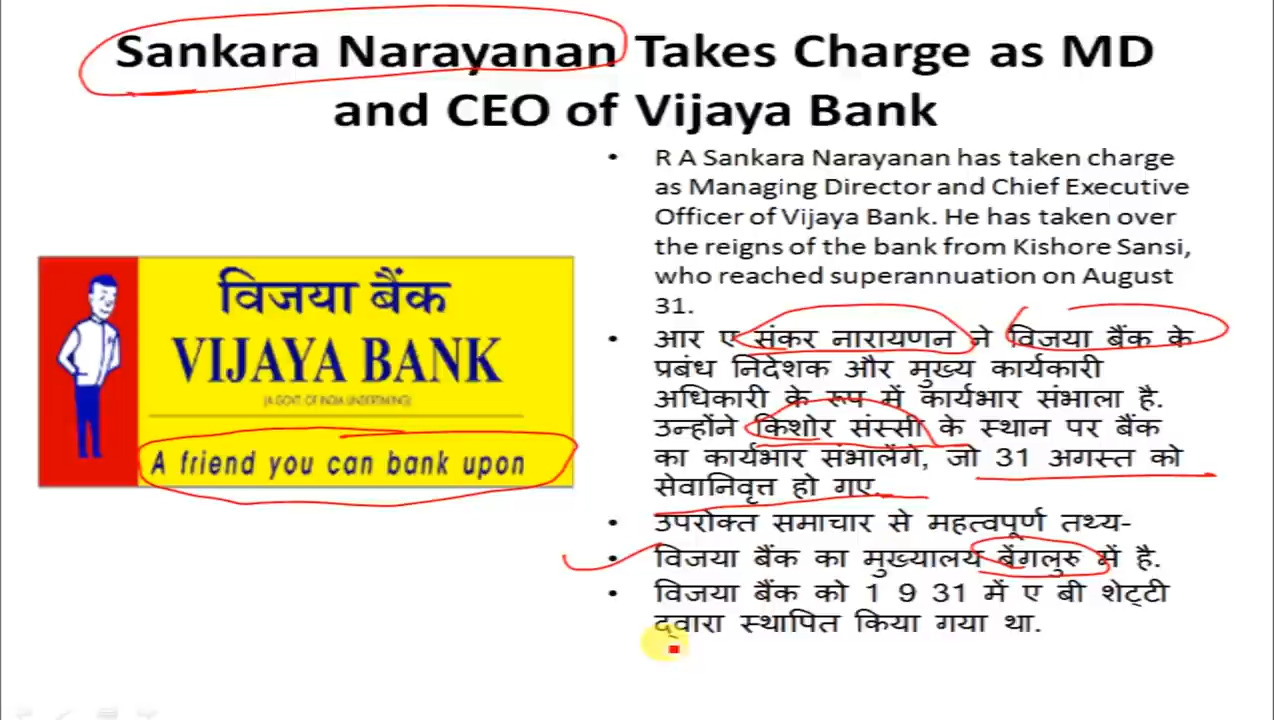 Sankara Narayanan Takes Charge as MD
and CEO of Vijaya Bank
विजया बैंक
VIJAYA BANK
(A GOVT. OF INDIA UNDERTAKING)
A friend you can bank upon
• R A Sankara Narayanan has taken charge
as Managing Director and Chief Executive
Officer of Vijaya Bank. He has taken over
the reigns of the bank from Kishore Sansi,
who reached superannuation on August
31.
• आर ए संकर नारायणन ने विजया बैंक के
प्रबंध निदेशक और मुख्य कार्यकारी
अधिकारी के रूप में कार्यभार संभाला है.
उन्होंने किशोर संस्सी के स्थान पर बैंक
का कार्यभार संभालेंगे, जो 31 अगस्त को
सेवानिवृत्त हो गए.
• उपरोक्त समाचार से महत्वपूर्ण तथ्य-
• विजया बैंक का मुख्यालय बेंगलुरु में है.
• विजया बैंक को 1 9 31 में ए बी शेट्टी
द्वारा स्थापित किया गया था.